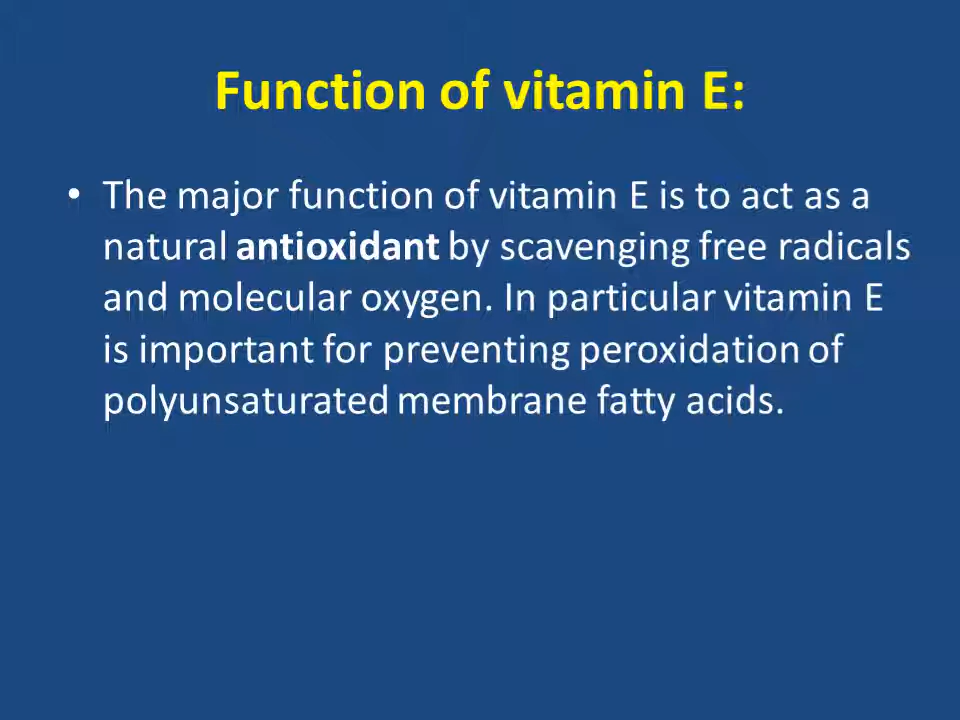 Function of vitamin E:
• The major function of vitamin E is to act as a
natural antioxidant by scavenging free radicals
and molecular oxygen. In particular vitamin E
is important for preventing peroxidation of
polyunsaturated membrane fatty acids.